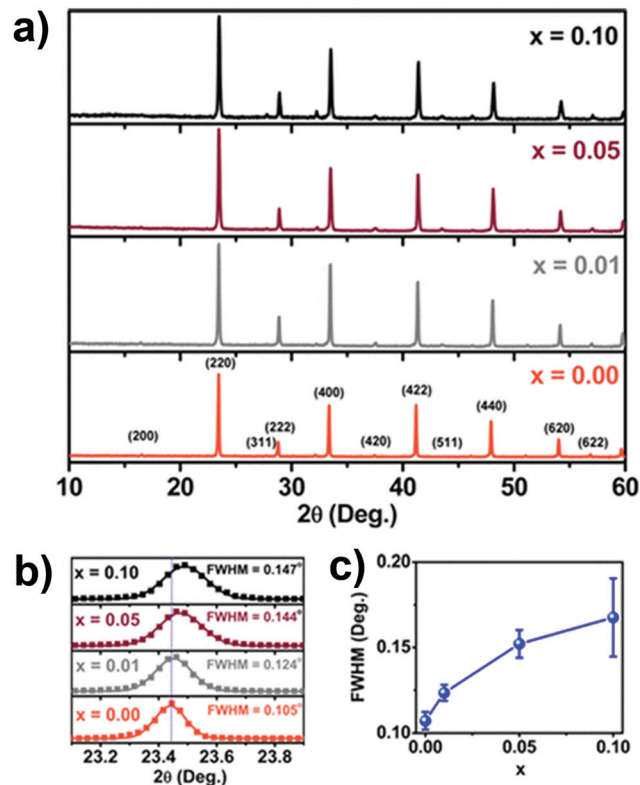 a)
x = 0.10
x = 0.05
x = 0.01
x = 0.00
(200)
(220)
(311)
(222)
(400)
(420)
(422)
(511)
(440)
(620)
(622)
10 20 30 40 50 60
2θ (Deg.)
b)
x = 0.10 FWHM = 0.147°
x = 0.05 FWHM = 0.144°
x = 0.01 FWHM = 0.124°
x = 0.00 FWHM = 0.105°
23.2 23.4 23.6 23.8
2θ (Deg.)
c)
FWHM (Deg.)
0.20
0.15
0.10
0.00 0.05 0.10
x